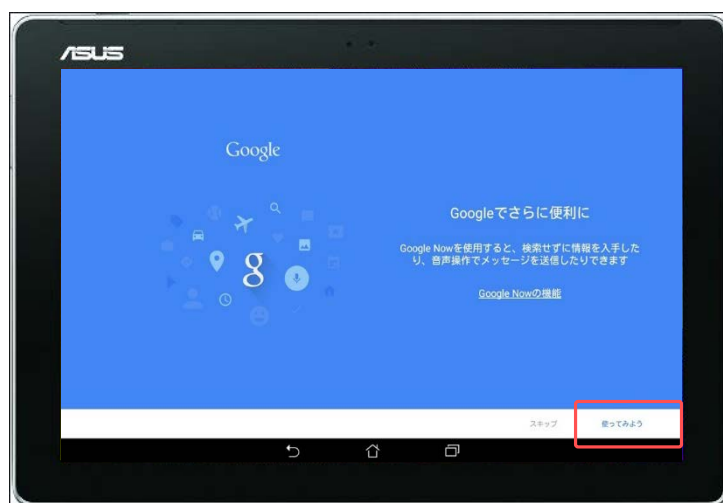 ASUS
Google
g
Googleでさらに便利に
Google Nowを使用すると、検索せずに情報を入手した
り、音声操作でメッセージを送信したりできます
Google Nowの機能
スキップ
使ってみよう